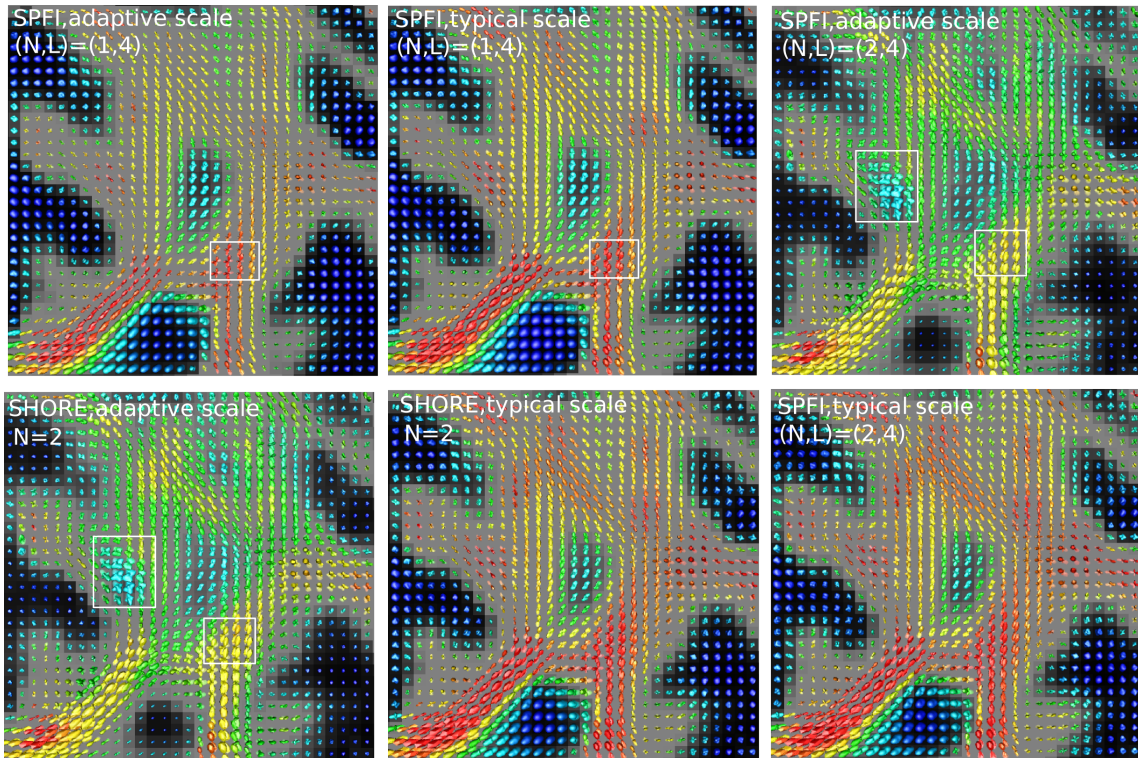 SPFI,adaptive scale
(N,L)=(1,4)
SPFI,typical scale
(N,L)=(1,4)
SPFI,adaptive scale
(N,L)=(2,4)
SHORE,adaptive scale
N=2
SHORE,typical scale
N=2
SPFI,typical scale
(N,L)=(2,4)